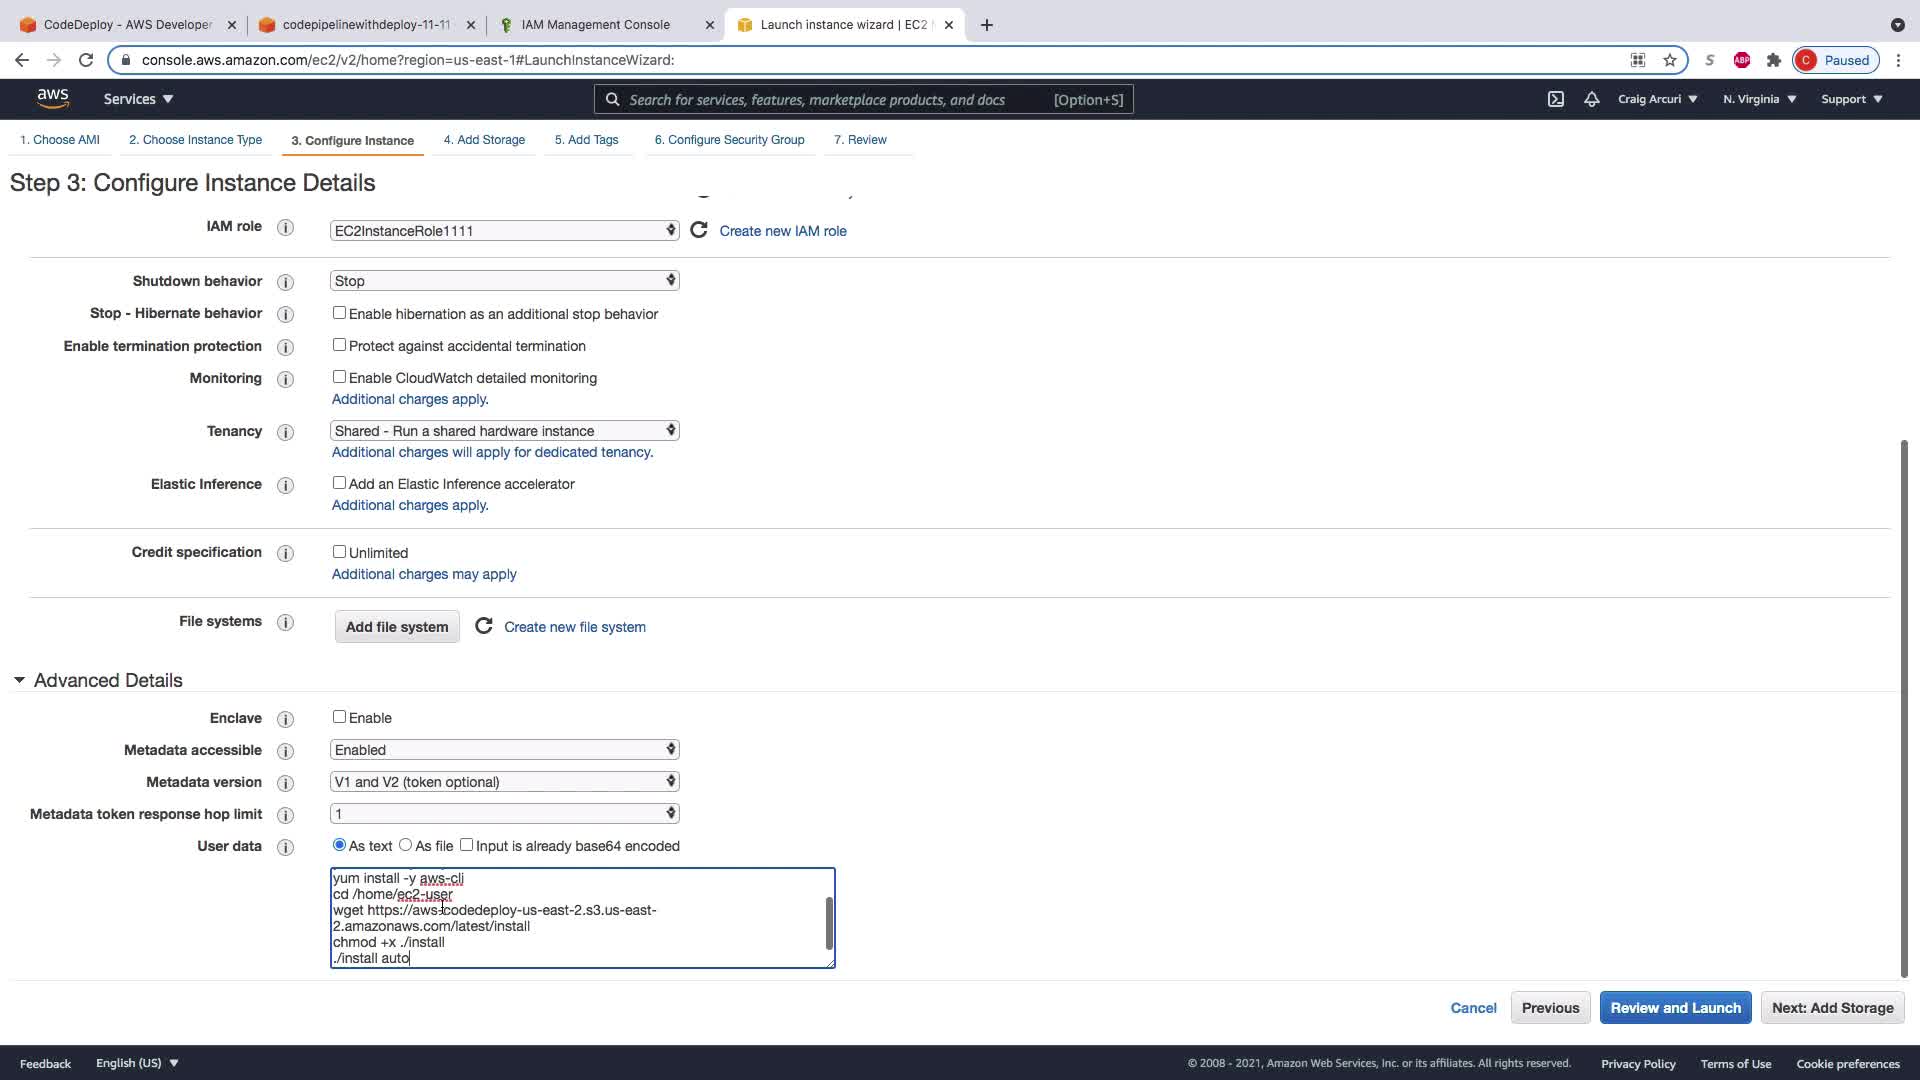 CodeDeploy - AWS Developer
codepipelinewithdeploy-11-11
IAM Management Console
Launch instance wizard | EC2
console.aws.amazon.com/ec2/v2/home?region=us-east-1#LaunchInstanceWizard:
S
ABP
C Paused
aws
Services
Search for services, features, marketplace products, and docs [Option+S]
Craig Arcuri
N. Virginia
Support
1. Choose AMI
2. Choose Instance Type
3. Configure Instance
4. Add Storage
5. Add Tags
6. Configure Security Group
7. Review
Step 3: Configure Instance Details
IAM role i EC2InstanceRole1111 Create new IAM role
Shutdown behavior i Stop
Stop - Hibernate behavior i Enable hibernation as an additional stop behavior
Enable termination protection i Protect against accidental termination
Monitoring i Enable CloudWatch detailed monitoring
Additional charges apply.
Tenancy i Shared - Run a shared hardware instance
Additional charges will apply for dedicated tenancy.
Elastic Inference i Add an Elastic Inference accelerator
Additional charges apply.
Credit specification i Unlimited
Additional charges may apply
File systems i Add file system Create new file system
Advanced Details
Enclave i Enable
Metadata accessible i Enabled
Metadata version i V1 and V2 (token optional)
Metadata token response hop limit i 1
User data i As text As file Input is already base64 encoded
yum install -y aws-cli
cd /home/ec2-user
wget https://aws-codedeploy-us-east-2.s3.us-east-
2.amazonaws.com/latest/install
chmod +x ./install
./install auto
Cancel Previous Review and Launch Next: Add Storage
Feedback English (US) © 2008 - 2021, Amazon Web Services, Inc. or its affiliates. All rights reserved. Privacy Policy Terms of Use Cookie preferences